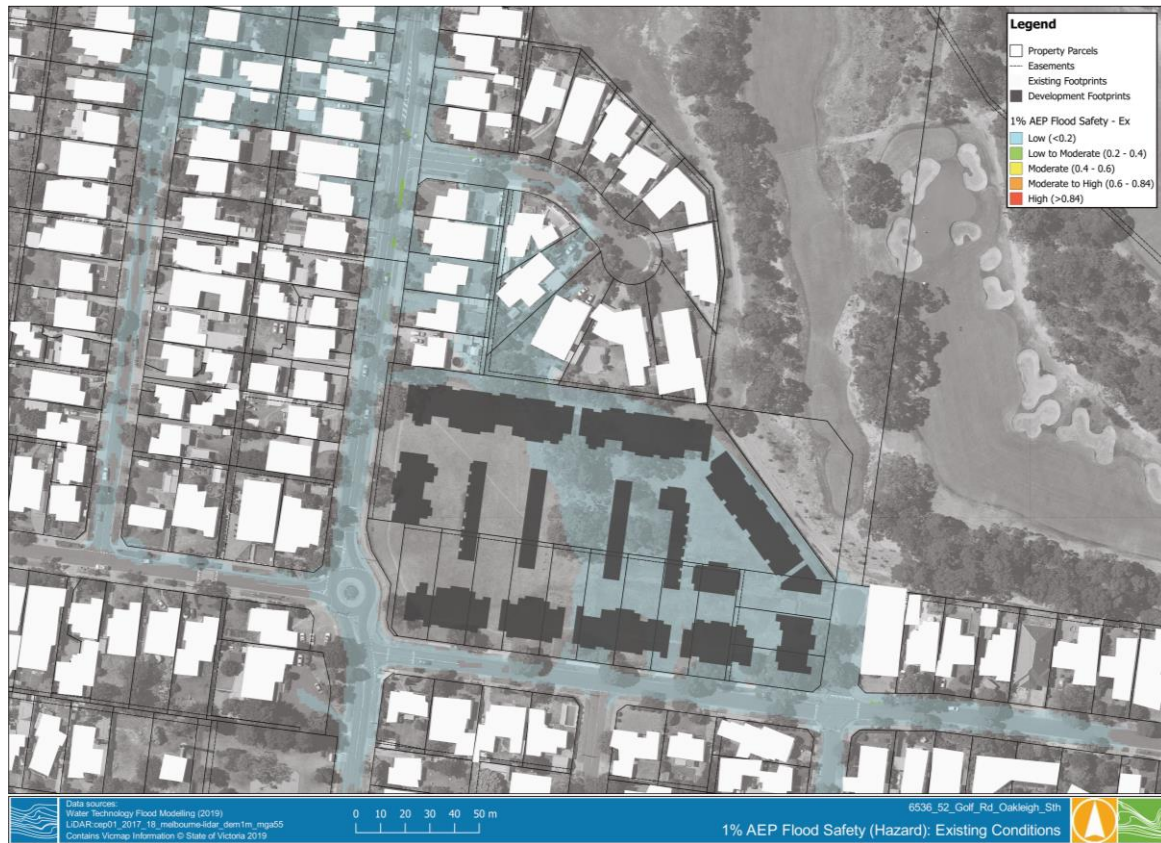 Legend
Property Parcels
Easements
Existing Footprints
Development Footprints
1% AEP Flood Safety - Ex
Low (<0.2)
Low to Moderate (0.2 - 0.4)
Moderate (0.4 - 0.6)
Moderate to High (0.6 - 0.84)
High (>0.84)
Data sources:
Water Technology Flood Modelling (2019)
LiDAR:cep01_2017_18_melbourne-lidar_dem1m_mga55
Contains Vicmap Information © State of Victoria 2019
0 10 20 30 40 50 m
6536_52_Golf_Rd_Oakleigh_Sth
1% AEP Flood Safety (Hazard): Existing Conditions